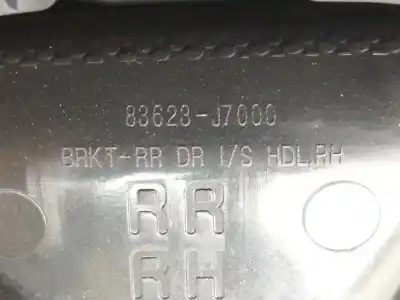 83623-J7000
BRKT-RR DR I/S HDL,RH
RR
RH